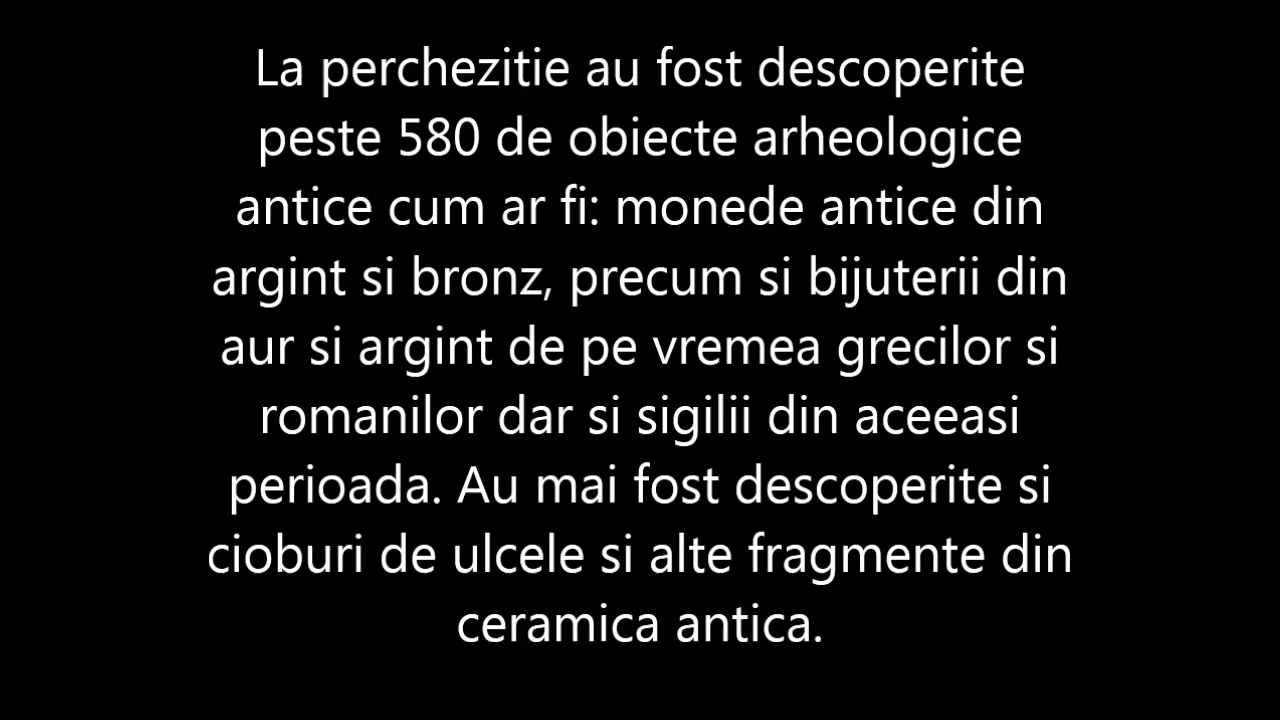 La perchezitie au fost descoperite
peste 580 de obiecte arheologice
antice cum ar fi: monede antice din
argint si bronz, precum si bijuterii din
aur si argint de pe vremea grecilor si
romanilor dar si sigilii din aceeasi
perioada. Au mai fost descoperite si
cioburi de ulcele si alte fragmente din
ceramica antica.